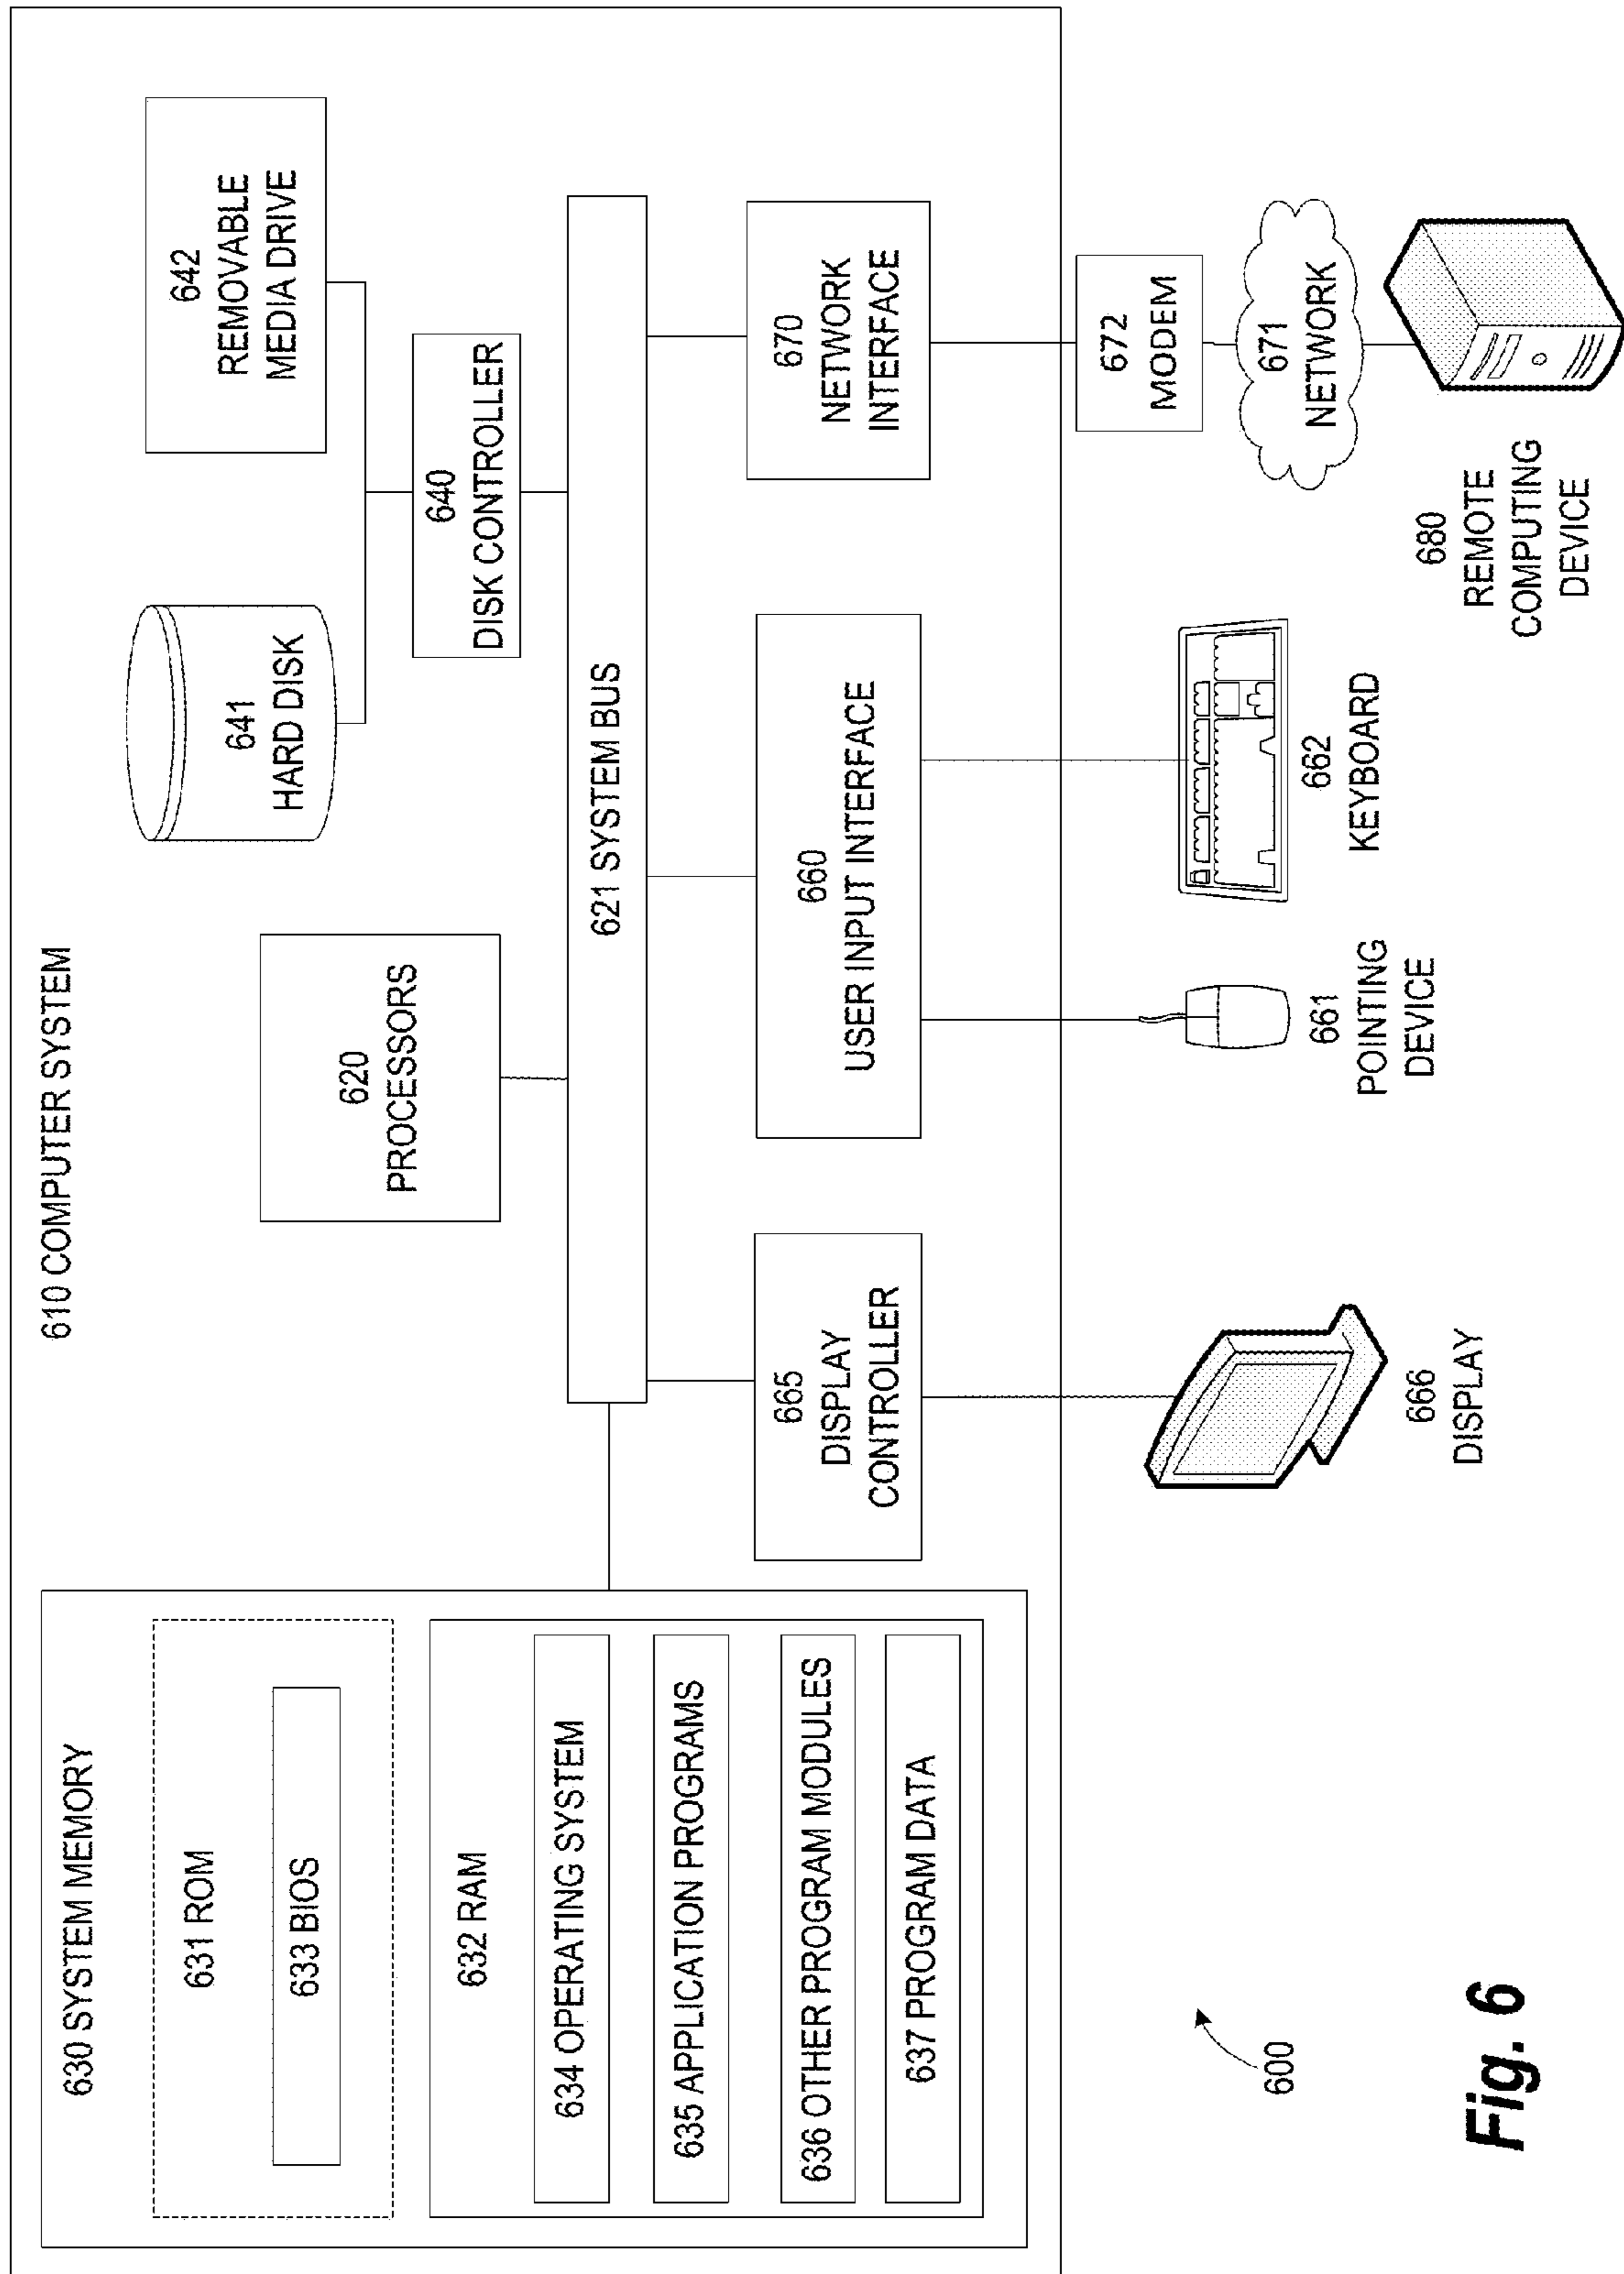 610 COMPUTER SYSTEM
630 SYSTEM MEMORY
631 ROM
633 BIOS
632 RAM
634 OPERATING SYSTEM
635 APPLICATION PROGRAMS
636 OTHER PROGRAM MODULES
637 PROGRAM DATA
620
PROCESSORS
641
HARD DISK
642
REMOVABLE
MEDIA DRIVE
640
DISK CONTROLLER
621 SYSTEM BUS
665
DISPLAY
CONTROLLER
660
USER INPUT INTERFACE
670
NETWORK
INTERFACE
672
MODEM
671
NETWORK
666
DISPLAY
661
POINTING
DEVICE
662
KEYBOARD
680
REMOTE
COMPUTING
DEVICE
600
Fig. 6